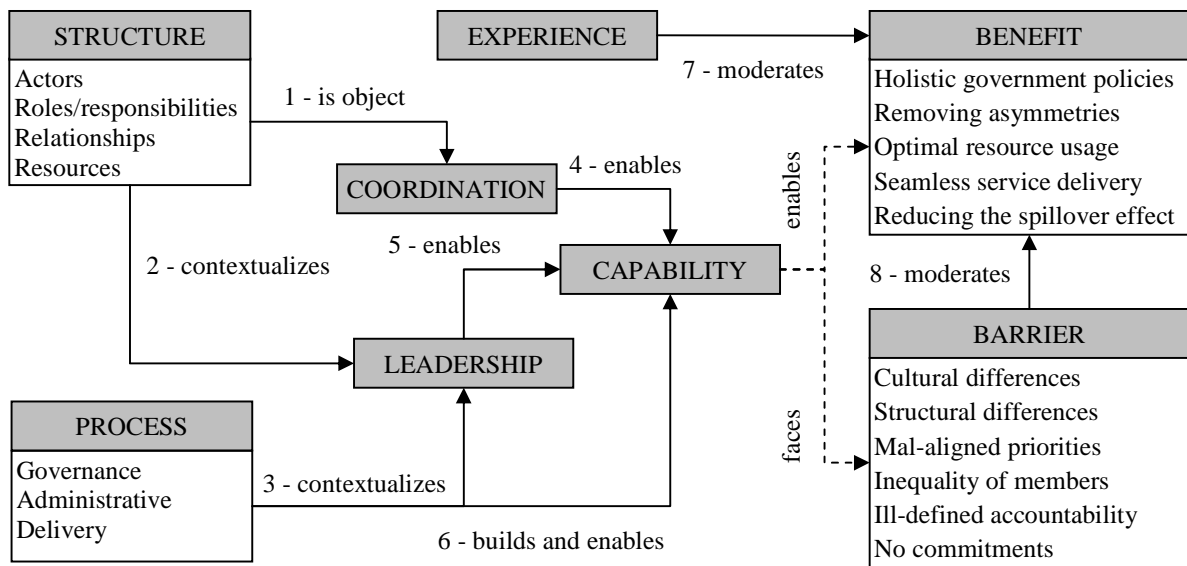 STRUCTURE
Actors
Roles/responsibilities
Relationships
Resources
EXPERIENCE
BENEFIT
Holistic government policies
Removing asymmetries
Optimal resource usage
Seamless service delivery
Reducing the spillover effect
7 - moderates
1 - is object
COORDINATION
4 - enables
enables
5 - enables
CAPABILITY
2 - contextualizes
8 - moderates
LEADERSHIP
BARRIER
Cultural differences
Structural differences
Mal-aligned priorities
Inequality of members
Ill-defined accountability
No commitments
faces
PROCESS
Governance
Administrative
Delivery
3 - contextualizes
6 - builds and enables